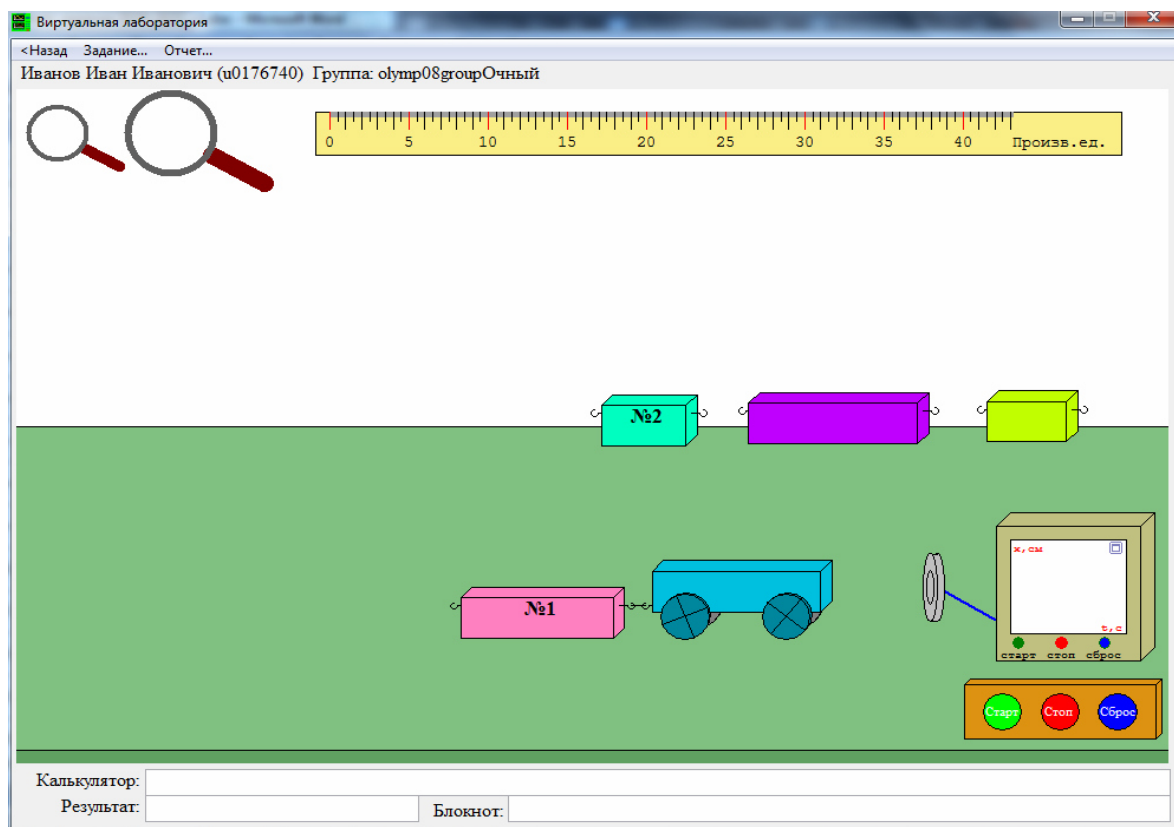 Виртуальная лаборатория
<Назад Задание... Отчет...
Иванов Иван Иванович (u0176740) Группа: olymp08groupОчный
0 5 10 15 20 25 30 35 40 Произв.ед.
№2
№1
x,см
t,с
старт стоп сброс
Старт Стоп Сброс
Калькулятор:
Результат: Блокнот: